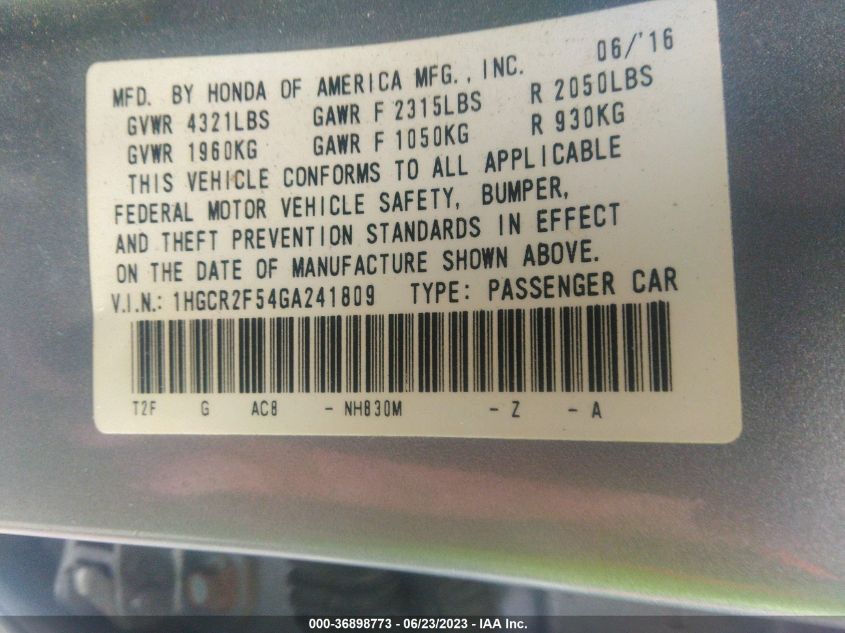 MFD. BY HONDA OF AMERICA MFG., INC. 06/'16
GVWR 4321LBS GAWR F 2315LBS R 2050LBS
GVWR 1960KG GAWR F 1050KG R 930KG
THIS VEHICLE CONFORMS TO ALL APPLICABLE
FEDERAL MOTOR VEHICLE SAFETY, BUMPER,
AND THEFT PREVENTION STANDARDS IN EFFECT
ON THE DATE OF MANUFACTURE SHOWN ABOVE.
V.I.N.: 1HGCR2F54GA241809 TYPE: PASSENGER CAR
T2F G AC8 - NH830M - Z - A
000-36898773 - 06/23/2023 - IAA Inc.